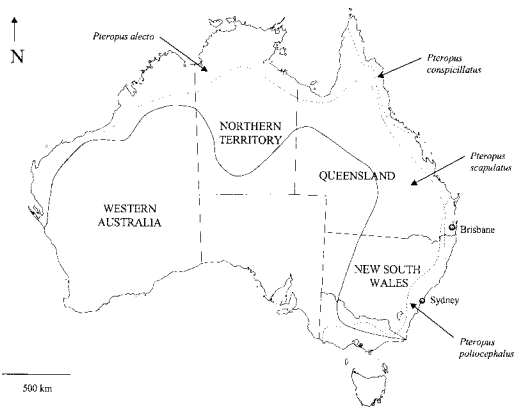 Pteropus alecto
N
Pteropus
conspicillatus
NORTHERN
TERRITORY
Pteropus
scapulatus
QUEENSLAND
WESTERN
AUSTRALIA
Brisbane
NEW SOUTH
WALES
Sydney
Pteropus
poliocephalus
500 km